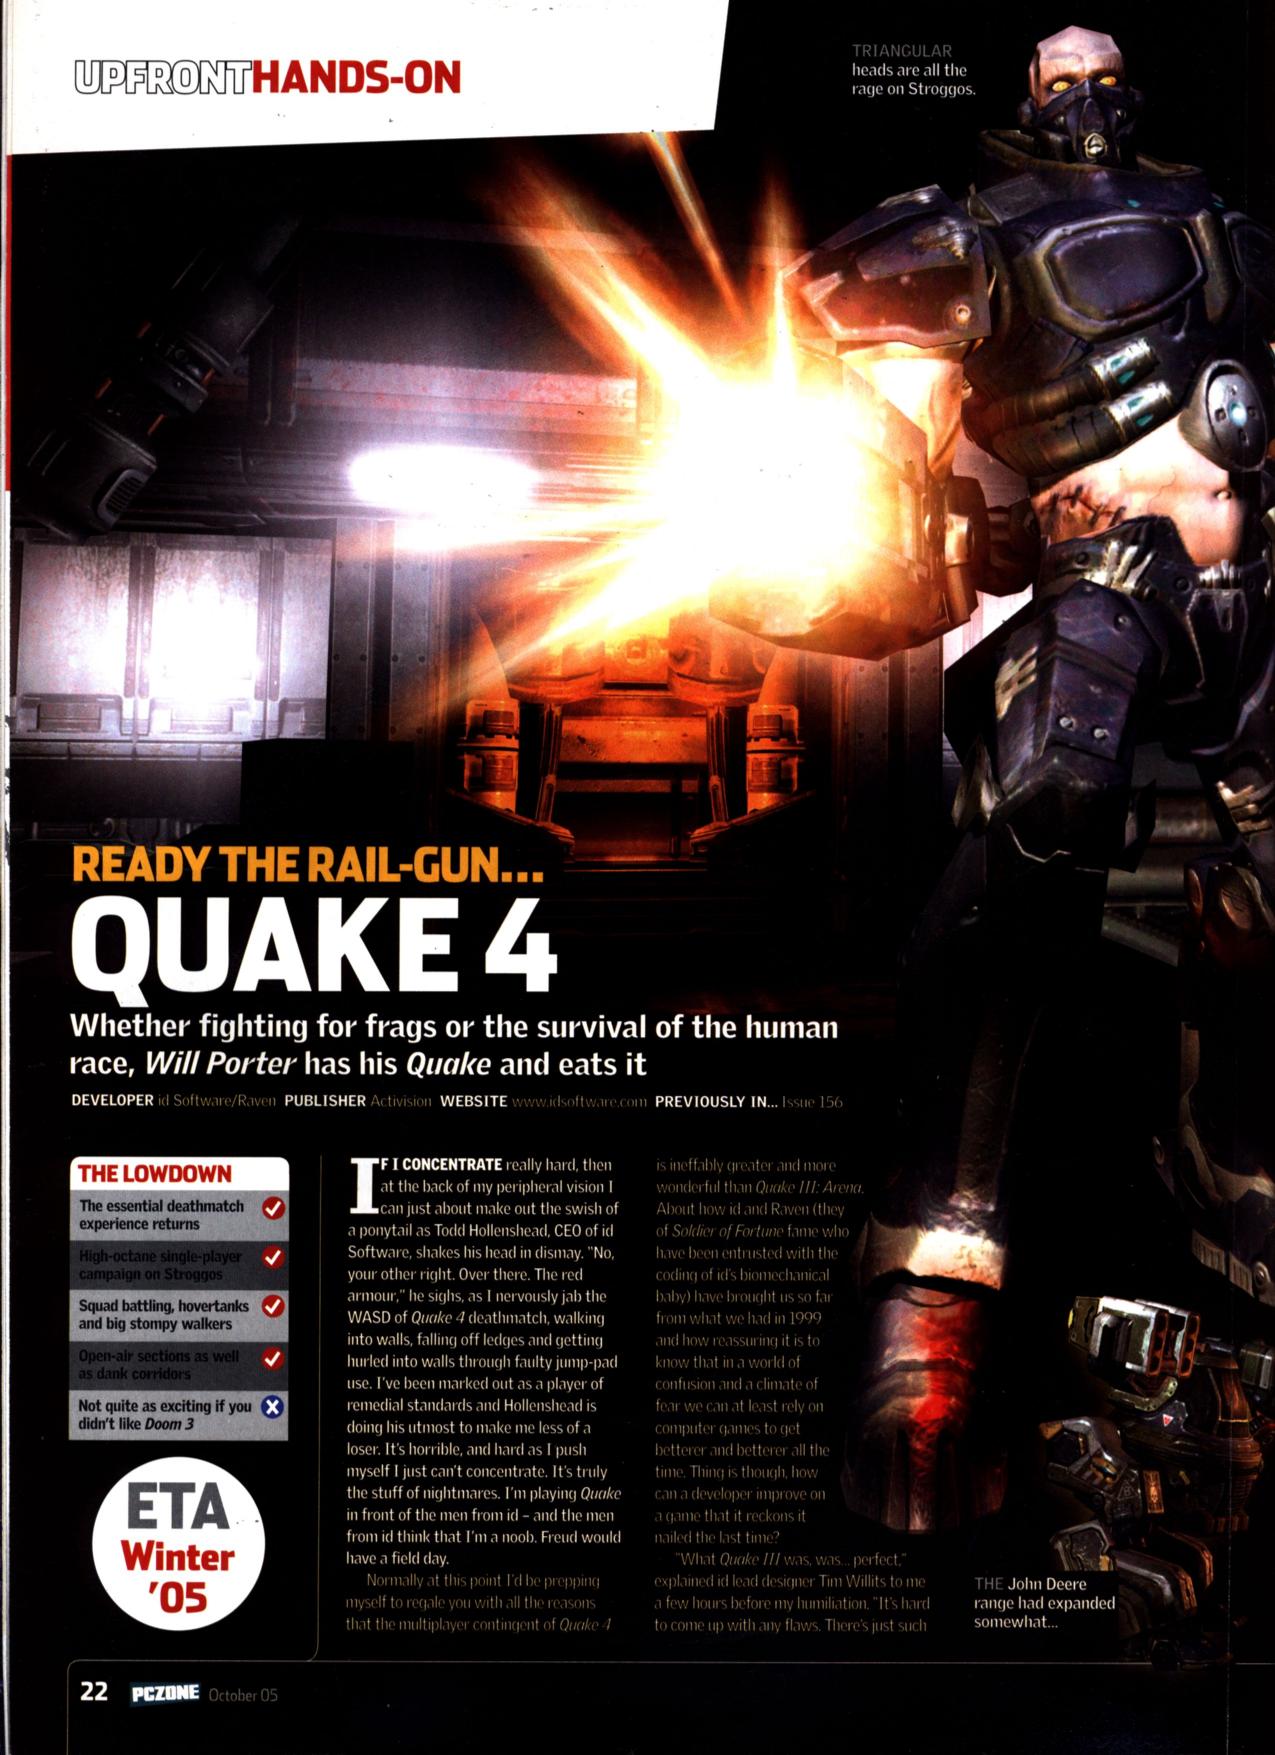 UPFRONTHANDS-ON
TRIANGULAR
heads are all the
rage on Stroggos.
READY THE RAIL-GUN...
QUAKE 4
Whether fighting for frags or the survival of the human
race, Will Porter has his Quake and eats it
DEVELOPER id Software/Raven PUBLISHER Activision WEBSITE www.idsoftware.com PREVIOUSLY IN... Issue 156
THE LOWDOWN
The essential deathmatch
experience returns
High-octane single-player
campaign on Stroggos
Squad battling, hovertanks
and big stompy walkers
Open-air sections as well
as dank corridors
Not quite as exciting if you
didn't like Doom 3
ETA
Winter
'05
IF I CONCENTRATE really hard, then
at the back of my peripheral vision I
can just about make out the swish of
a ponytail as Todd Hollenshead, CEO of id
Software, shakes his head in dismay. "No,
your other right. Over there. The red
armour," he sighs, as I nervously jab the
WASD of Quake 4 deathmatch, walking
into walls, falling off ledges and getting
hurled into walls through faulty jump-pad
use. I've been marked out as a player of
remedial standards and Hollenshead is
doing his utmost to make me less of a
loser. It's horrible, and hard as I push
myself I just can't concentrate. It's truly
the stuff of nightmares. I'm playing Quake
in front of the men from id – and the men
from id think that I'm a noob. Freud would
have a field day.
Normally at this point I'd be prepping
myself to regale you with all the reasons
that the multiplayer contingent of Quake 4
is ineffably greater and more
wonderful than Quake III: Arena.
About how id and Raven (they
of Soldier of Fortune fame who
have been entrusted with the
coding of id's biomechanical
baby) have brought us so far
from what we had in 1999
and how reassuring it is to
know that in a world of
confusion and a climate of
fear we can at least rely on
computer games to get
betterer and betterer all the
time. Thing is though, how
can a developer improve on
a game that it reckons it
nailed the last time?
"What Quake III was, was... perfect,"
explained id lead designer Tim Willits to me
a few hours before my humiliation. "It's hard
to come up with any flaws. There's just such
THE John Deere
range had expanded
somewhat...
22 PCZONE October 05